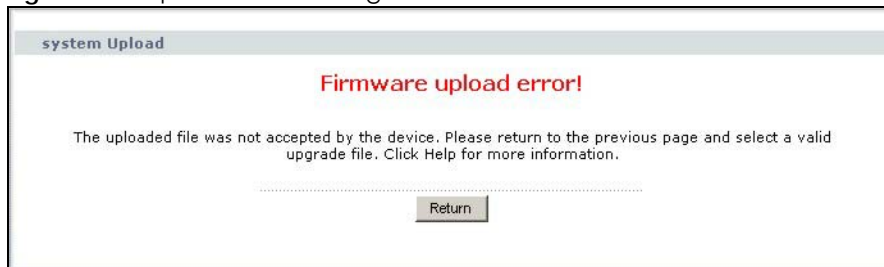 system Upload
Firmware upload error!
The uploaded file was not accepted by the device. Please return to the previous page and select a valid
upgrade file. Click Help for more information.
Return